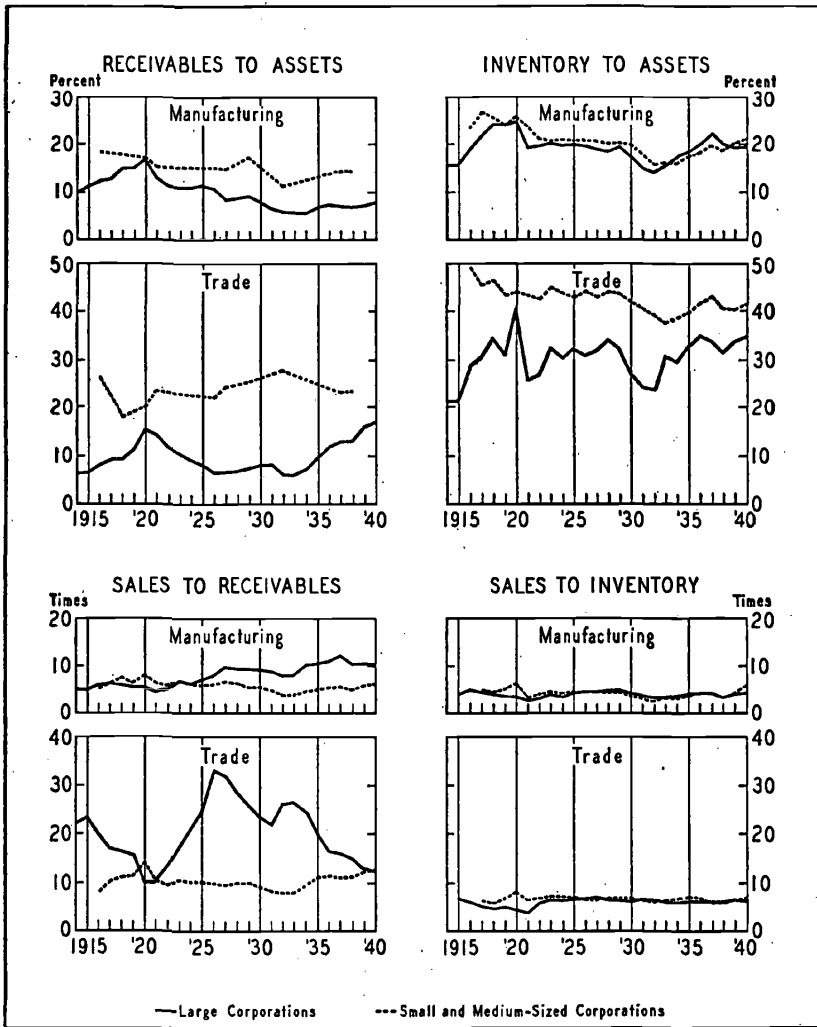 RECEIVABLES TO ASSETS
Percent
Manufacturing
30
20
10
0
Trade
50
40
30
20
10
0
1915 '20 '25 '30 '35 '40
INVENTORY TO ASSETS
Percent
Manufacturing
30
20
10
0
Trade
50
40
30
20
10
0
1915 '20 '25 '30 '35 '40
SALES TO RECEIVABLES
Times
Manufacturing
20
10
0
Trade
40
30
20
10
0
1915 '20 '25 '30 '35 '40
SALES TO INVENTORY
Times
Manufacturing
20
10
0
Trade
40
30
20
10
0
1915 '20 '25 '30 '35 '40
Large Corporations
Small and Medium-Sized Corporations